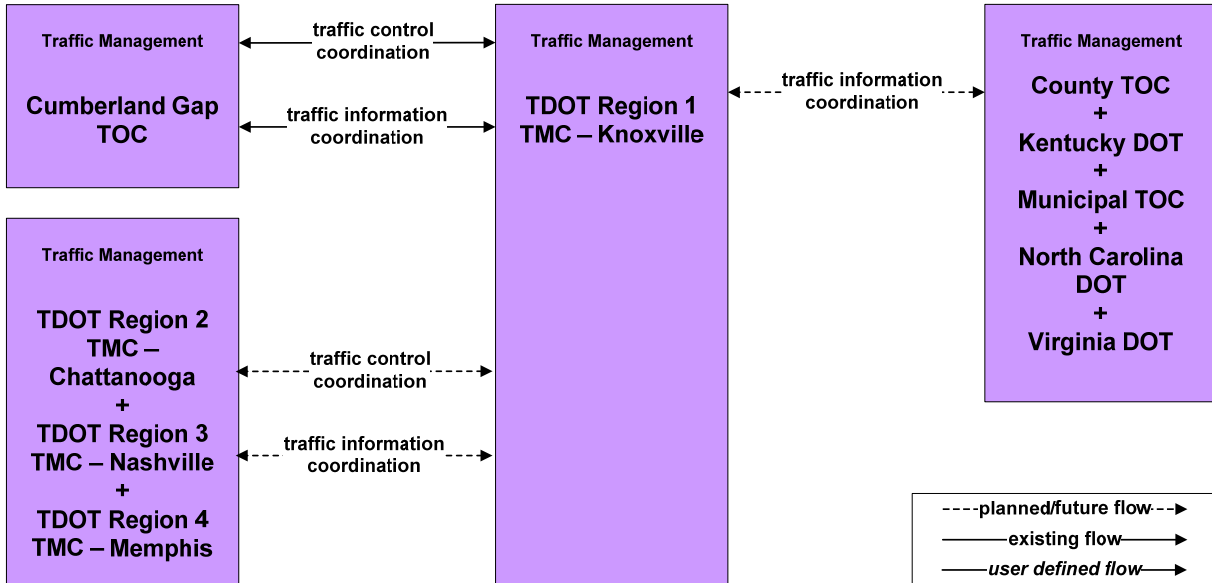 Traffic Management
Cumberland Gap
TOC
traffic control
coordination
traffic information
coordination
Traffic Management
TDOT Region 1
TMC – Knoxville
traffic information
coordination
Traffic Management
County TOC
+
Kentucky DOT
+
Municipal TOC
+
North Carolina
DOT
+
Virginia DOT
Traffic Management
TDOT Region 2
TMC –
Chattanooga
+
TDOT Region 3
TMC – Nashville
+
TDOT Region 4
TMC – Memphis
traffic control
coordination
traffic information
coordination
planned/future flow
existing flow
user defined flow